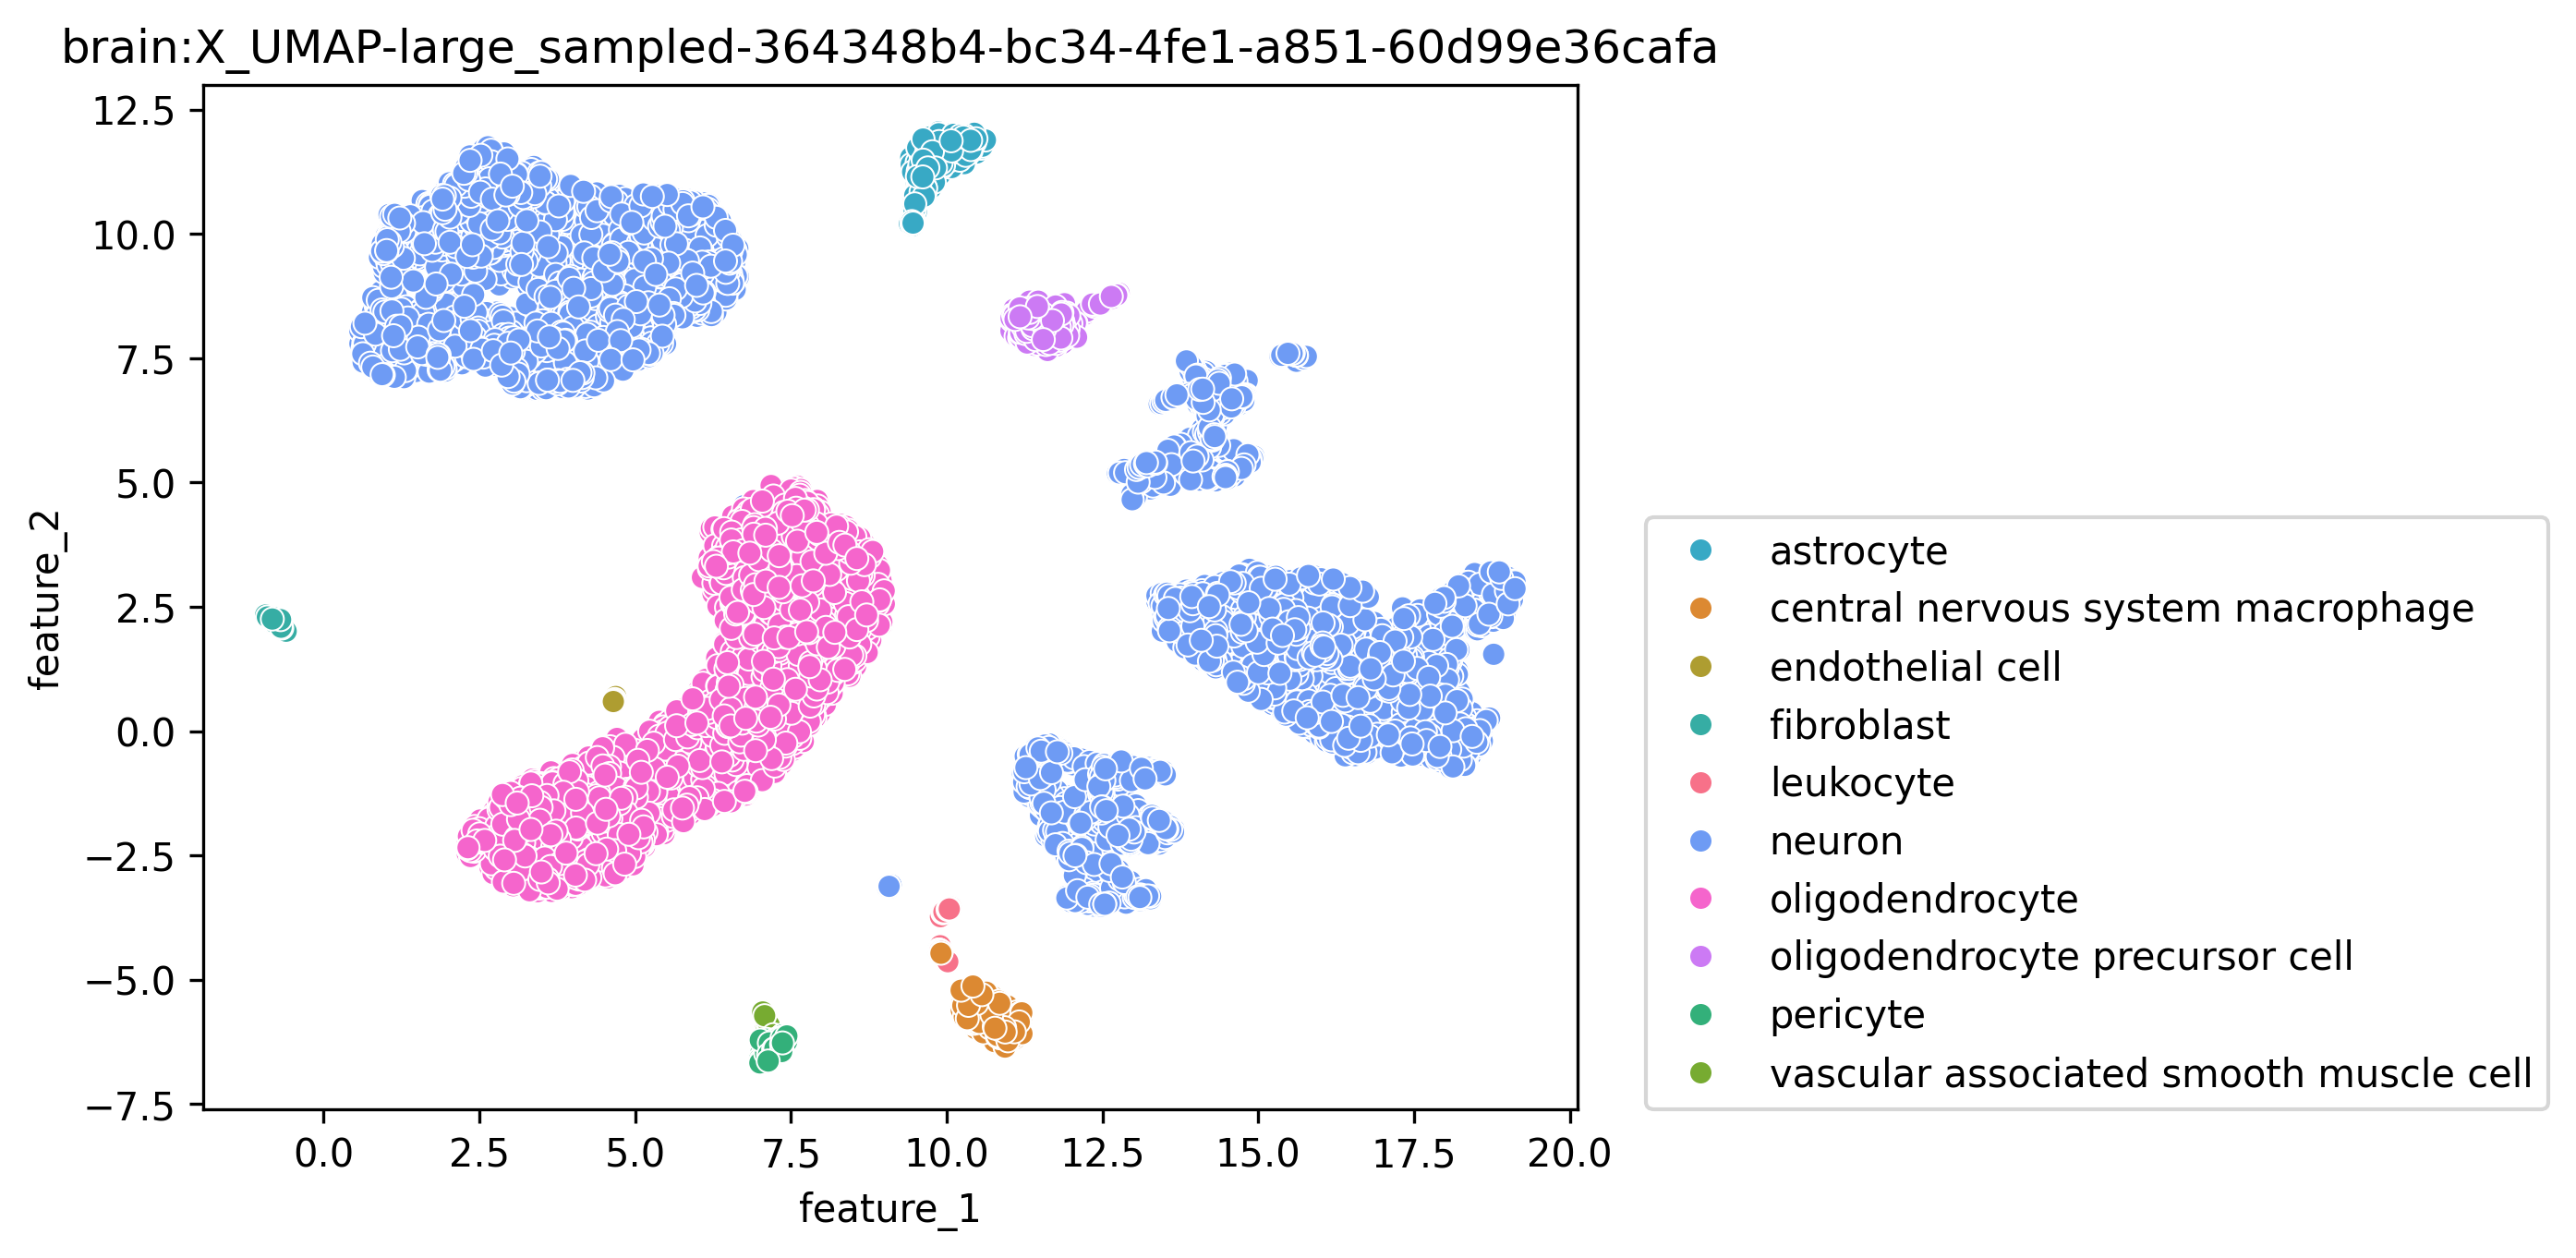 brain:X_UMAP-large_sampled-364348b4-bc34-4fe1-a851-60d99e36cafa
12.5
10.0
7.5
5.0
2.5
0.0
−2.5
−5.0
−7.5
feature_2
0.0 2.5 5.0 7.5 10.0 12.5 15.0 17.5 20.0
feature_1
astrocyte
central nervous system macrophage
endothelial cell
fibroblast
leukocyte
neuron
oligodendrocyte
oligodendrocyte precursor cell
pericyte
vascular associated smooth muscle cell